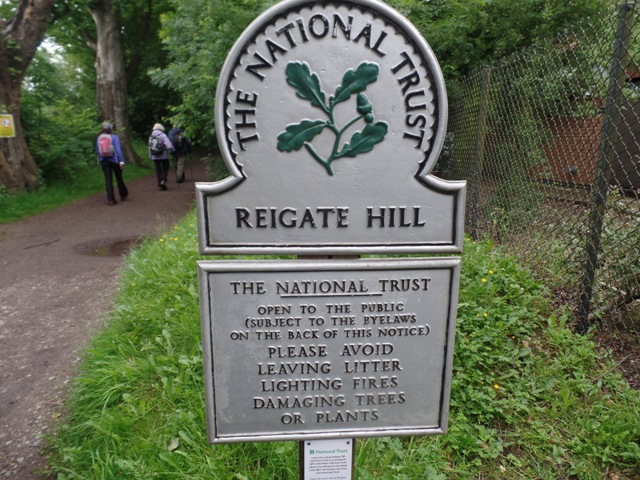 THE NATIONAL TRUST
REIGATE HILL
THE NATIONAL TRUST
OPEN TO THE PUBLIC
(SUBJECT TO THE BYELAWS
ON THE BACK OF THIS NOTICE)
PLEASE AVOID
LEAVING LITTER
LIGHTING FIRES
DAMAGING TREES
OR PLANTS
National Trust